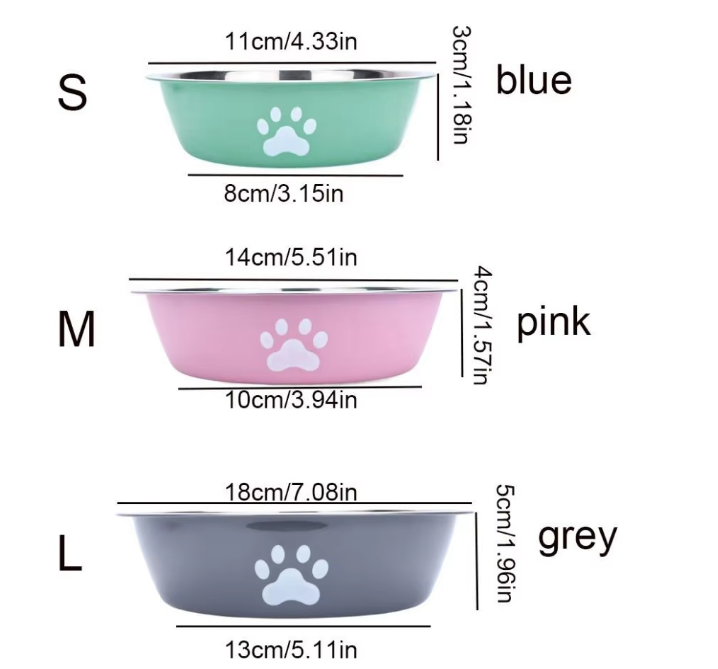 11cm/4.33in
3cm/1.18in
S
blue
8cm/3.15in
14cm/5.51in
4cm/1.57in
M
pink
10cm/3.94in
18cm/7.08in
5cm/1.96in
L
grey
13cm/5.11in